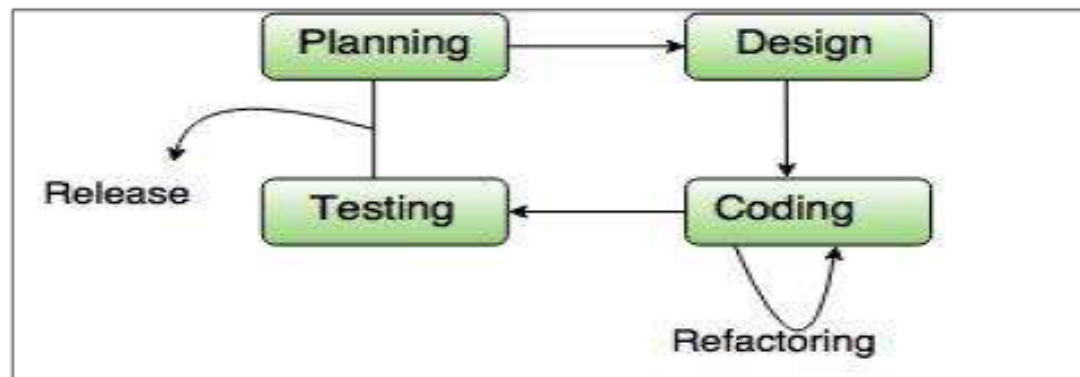 Planning
Design
Release
Testing
Coding
Refactoring